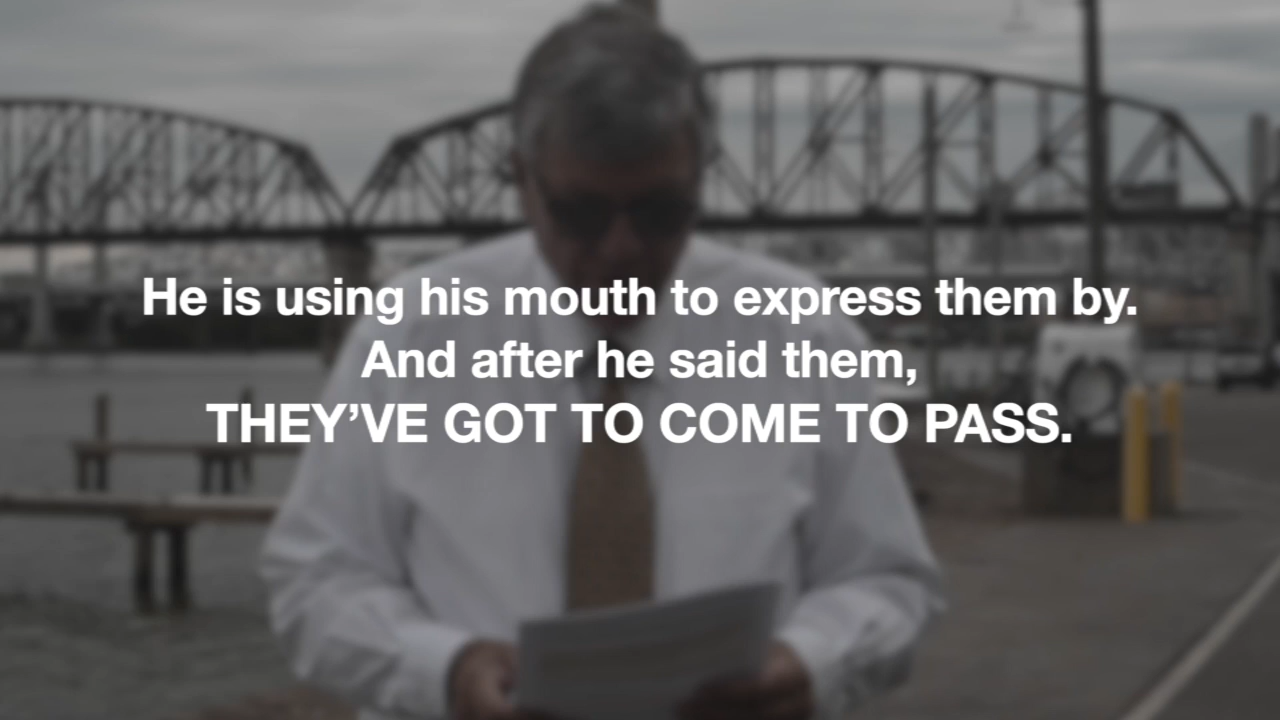 He is using his mouth to express them by.
And after he said them,
THEY’VE GOT TO COME TO PASS.